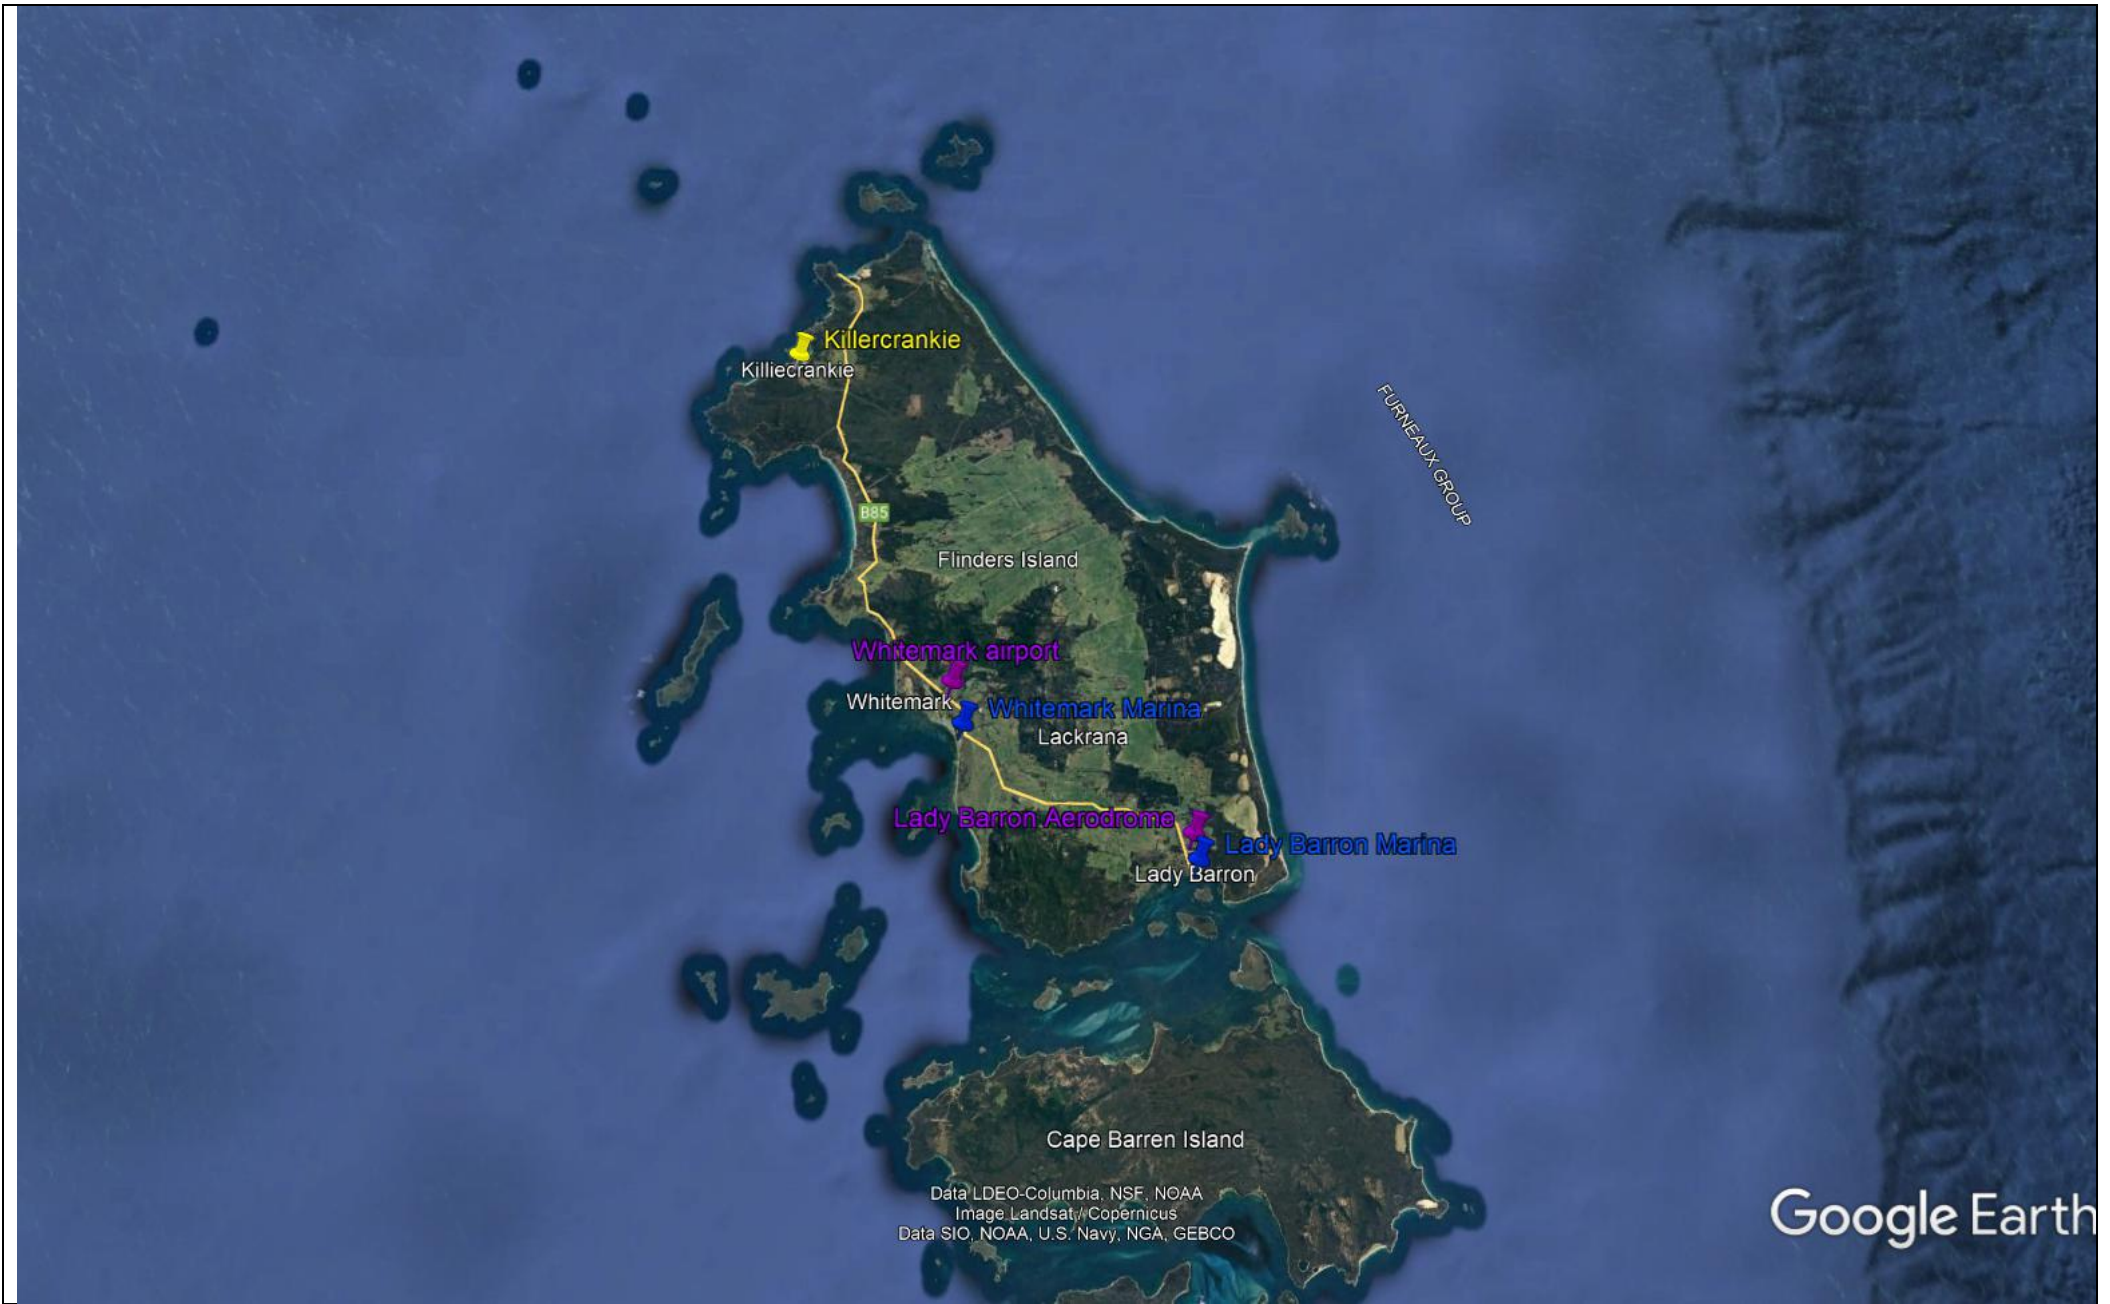 Killercrankie
Killiecrankie
FURNEAUX GROUP
B85
Flinders Island
Whitemark airport
Whitemark
Whitemark Marina
Lackrana
Lady Barron Aerodrome
Lady Barron Marina
Lady Barron
Cape Barren Island
Data LDEO-Columbia, NSF, NOAA
Image Landsat / Copernicus
Data SIO, NOAA, U.S. Navy, NGA, GEBCO
Google Earth